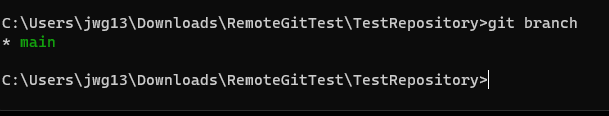 C:\Users\jwg13\Downloads\RemoteGitTest\TestRepository>git branch
* main
C:\Users\jwg13\Downloads\RemoteGitTest\TestRepository>